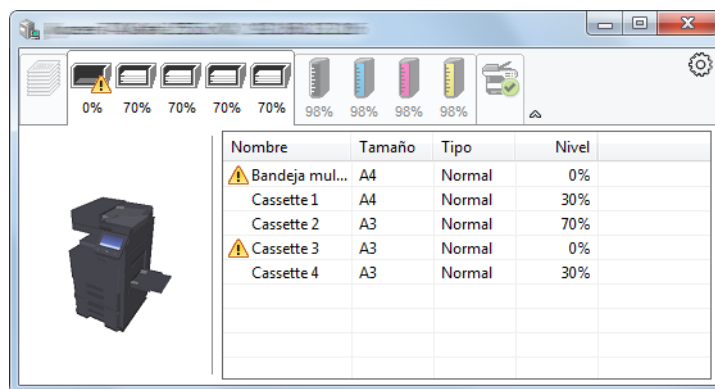 0% 70% 70% 70% 70% 98% 98% 98% 98%
Nombre Tamaño Tipo Nivel
Bandeja mul... A4 Normal 0%
Cassette 1 A4 Normal 30%
Cassette 2 A3 Normal 70%
Cassette 3 A3 Normal 0%
Cassette 4 A3 Normal 30%